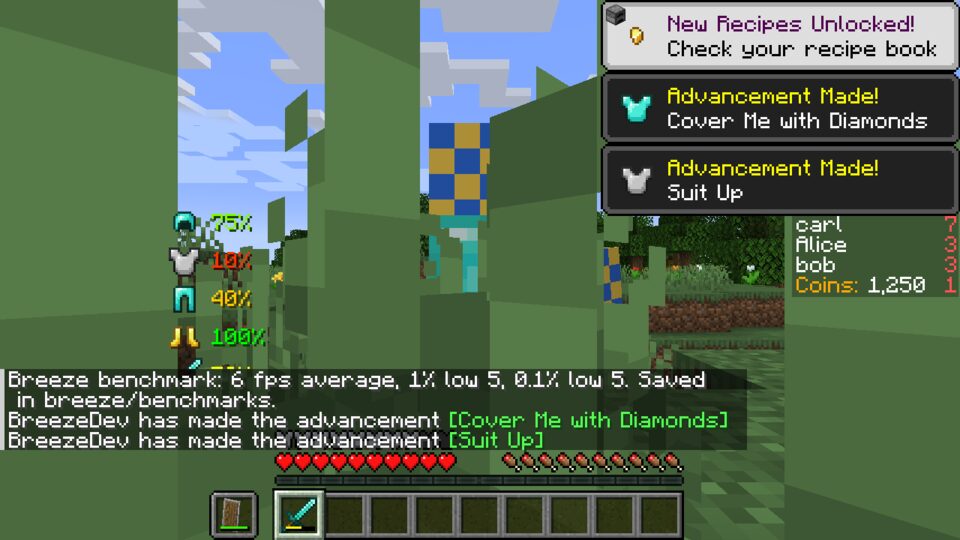 New Recipes Unlocked!
Check your recipe book
Advancement Made!
Cover Me with Diamonds
Advancement Made!
Suit Up
carl 7
Alice 3
bob 3
Coins: 1,250 1
75%
10%
40%
100%
Breeze benchmark: 6 fps average, 1% low 5, 0.1% low 5. Saved
in breeze/benchmarks.
BreezeDev has made the advancement [Cover Me with Diamonds]
BreezeDev has made the advancement [Suit Up]